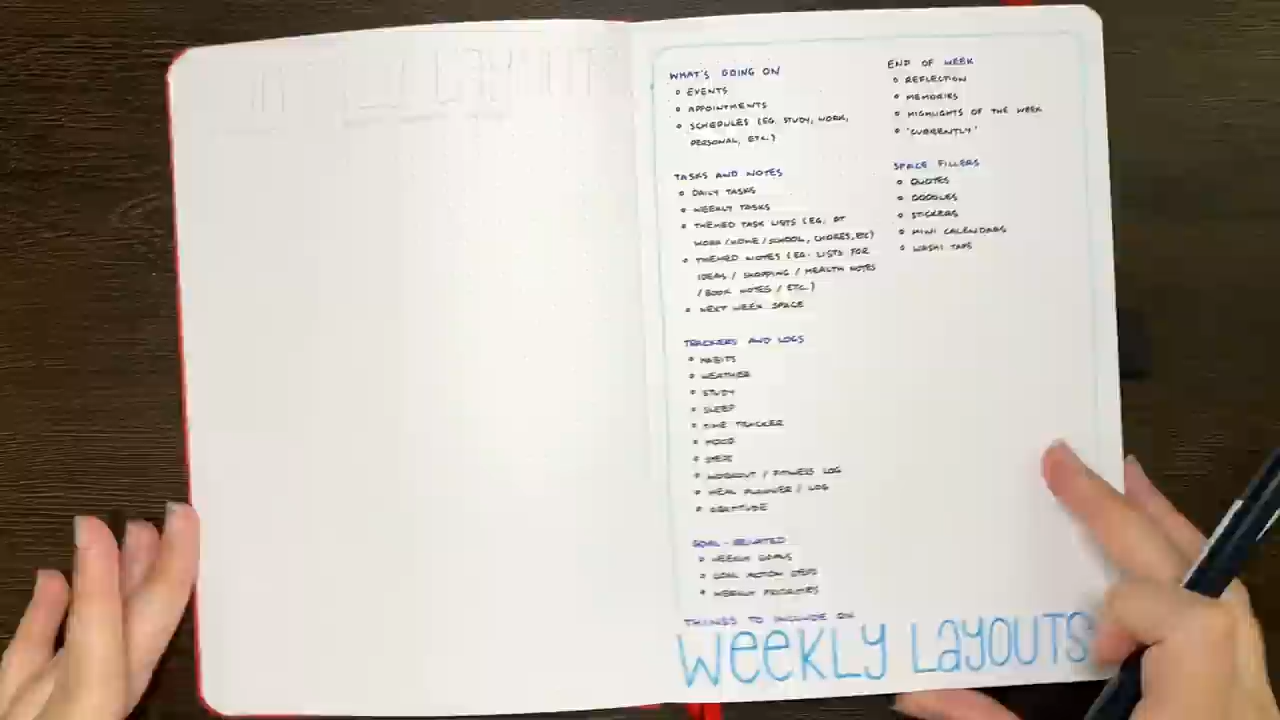 WHAT'S GOING ON
EVENTS
APPOINTMENTS
SCHEDULES (EG. STUDY, WORK,
PERSONAL, ETC.)
TASKS AND NOTES
DAILY TASKS
WEEKLY TASKS
THEMED TASK LISTS (EG. AT
WORK/HOME/SCHOOL, CHORES, ETC)
THEMED NOTES (EG. LISTS FOR
IDEAS / SHOPPING / HEALTH NOTES
/ BOOK NOTES / ETC.)
NEXT WEEK SPACE
TRACKERS AND LOGS
HABITS
WEATHER
STUDY
SLEEP
TIME TRACKER
MOOD
STEPS
WORKOUT / FITNESS LOG
MEAL PLANNER / LOG
GRATITUDE
GOAL-RELATED
WEEKLY GOALS
GOAL ACTION STEPS
WEEKLY PRIORITIES
END OF WEEK
REFLECTION
MEMORIES
HIGHLIGHTS OF THE WEEK
'CURRENTLY'
SPACE FILLERS
QUOTES
DOODLES
STICKERS
MINI CALENDARS
WASHI TAPE
THINGS TO INCLUDE ON
WEEKLY LAYOUTS